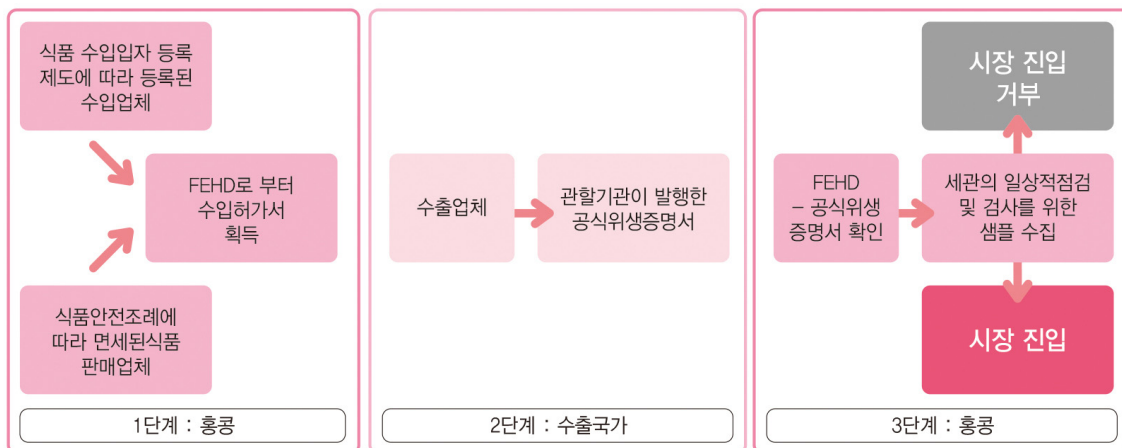 식품 수입입자 등록
제도에 따라 등록된
수입업체
FEHD로 부터
수입허가서
획득
식품안전조례에
따라 면세된식품
판매업체
1단계 : 홍콩
수출업체
관할기관이 발행한
공식위생증명서
2단계 : 수출국가
FEHD
– 공식위생
증명서 확인
시장 진입
거부
세관의 일상적점검
및 검사를 위한
샘플 수집
시장 진입
3단계 : 홍콩